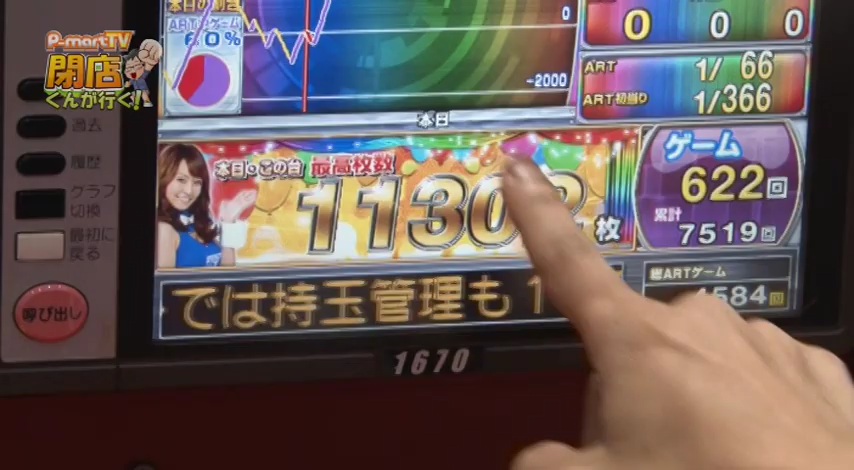 P-martTV
閉店
くんが行く!
本日の割合
ARTゲーム
6.0%
0
-2000
0 0 0
ART 1/ 66
ART初当り 1/366
本日
過去
履歴
グラフ
切換
最初に
戻る
呼び出し
本日・この台 最高枚数
枚
ゲーム
622回
累計
7519回
総ARTゲーム
では持玉管理も
1670